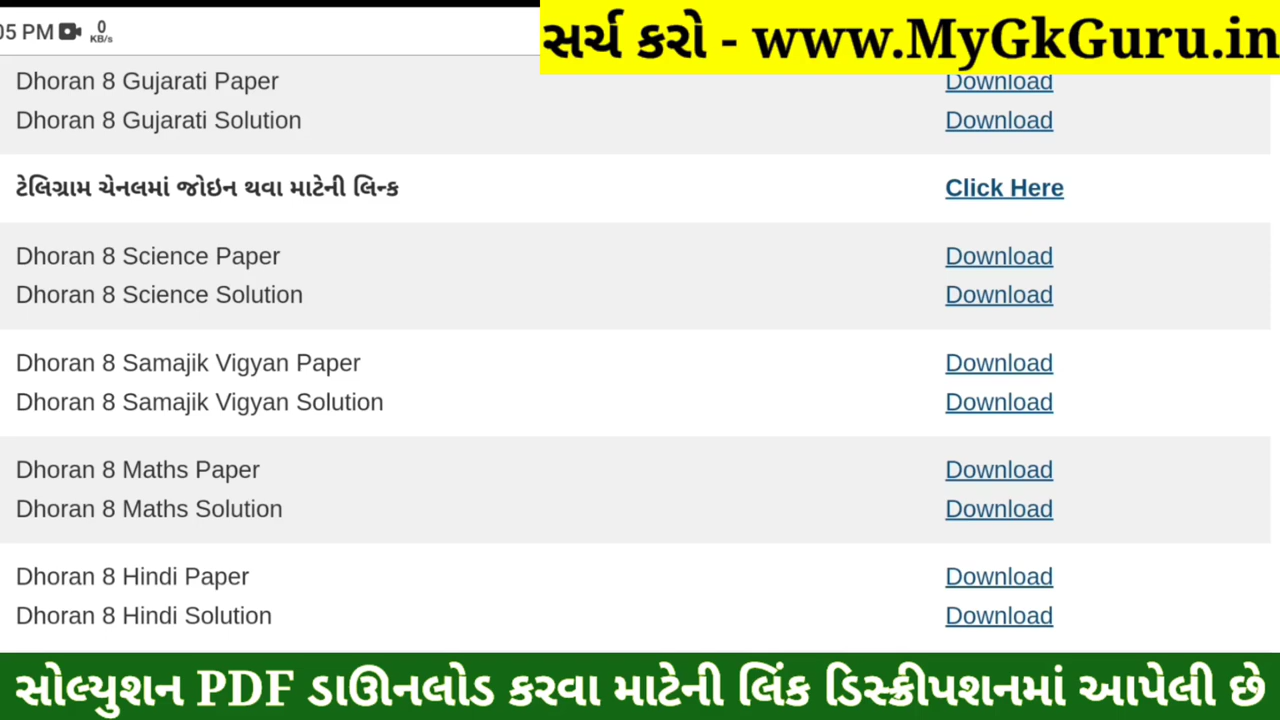 05 PM 0 KB/s
સર્ચ કરો - www.MyGkGuru.in
Dhoran 8 Gujarati Paper Download
Dhoran 8 Gujarati Solution Download
ટેલિગ્રામ ચેનલમાં જોઇન થવા માટેની લિન્ક Click Here
Dhoran 8 Science Paper Download
Dhoran 8 Science Solution Download
Dhoran 8 Samajik Vigyan Paper Download
Dhoran 8 Samajik Vigyan Solution Download
Dhoran 8 Maths Paper Download
Dhoran 8 Maths Solution Download
Dhoran 8 Hindi Paper Download
Dhoran 8 Hindi Solution Download
સોલ્યુશન PDF ડાઊનલોડ કરવા માટેની લિંક ડિસ્ક્રીપશનમાં આપેલી છે